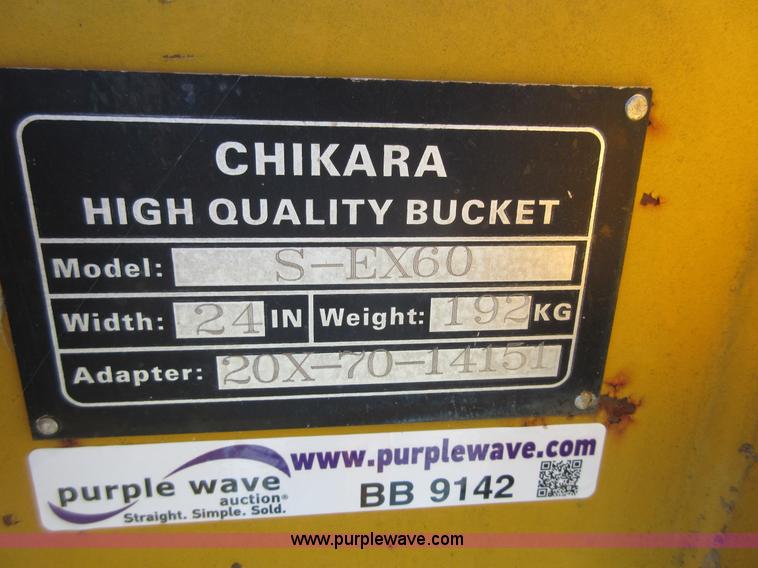 CHIKARA
HIGH QUALITY BUCKET
Model: S-EX60
Width: 24 IN Weight: 192 KG
Adapter: 20X-70-14151
purple wave
auction®
Straight. Simple. Sold.
www.purplewave.com
BB 9142
www.purplewave.com